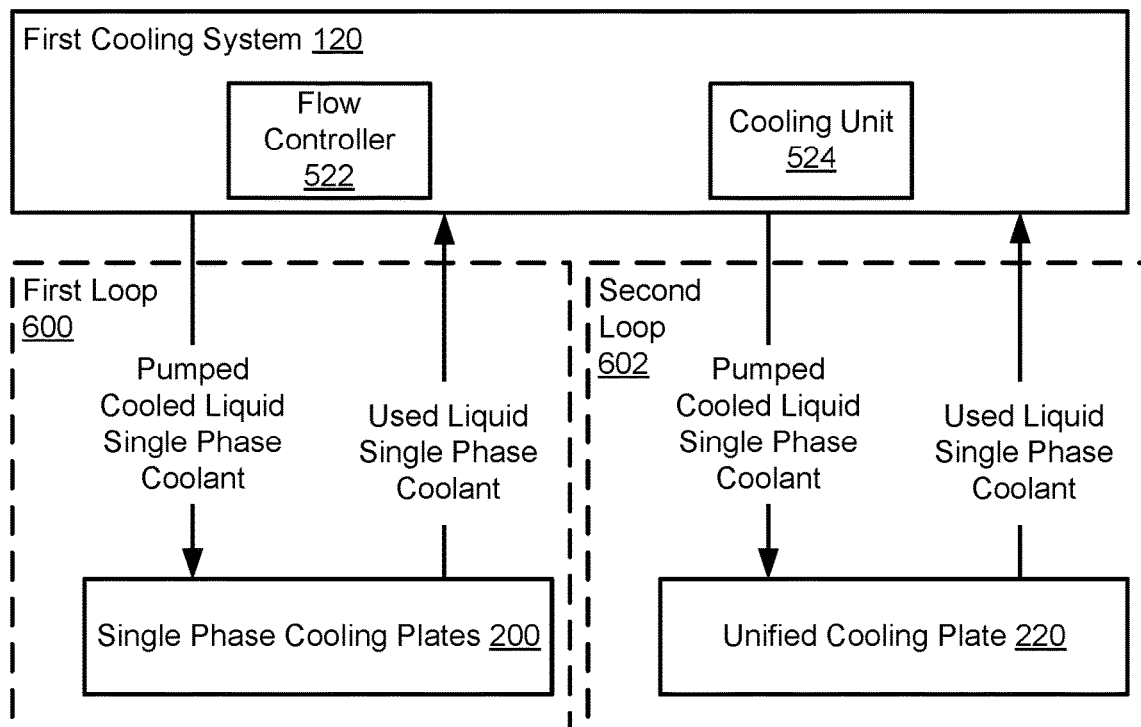 First Cooling System 120
Flow
Controller
522
Cooling Unit
524
First Loop
600
Pumped
Cooled Liquid
Single Phase
Coolant
Used Liquid
Single Phase
Coolant
Single Phase Cooling Plates 200
Second
Loop
602
Pumped
Cooled Liquid
Single Phase
Coolant
Used Liquid
Single Phase
Coolant
Unified Cooling Plate 220